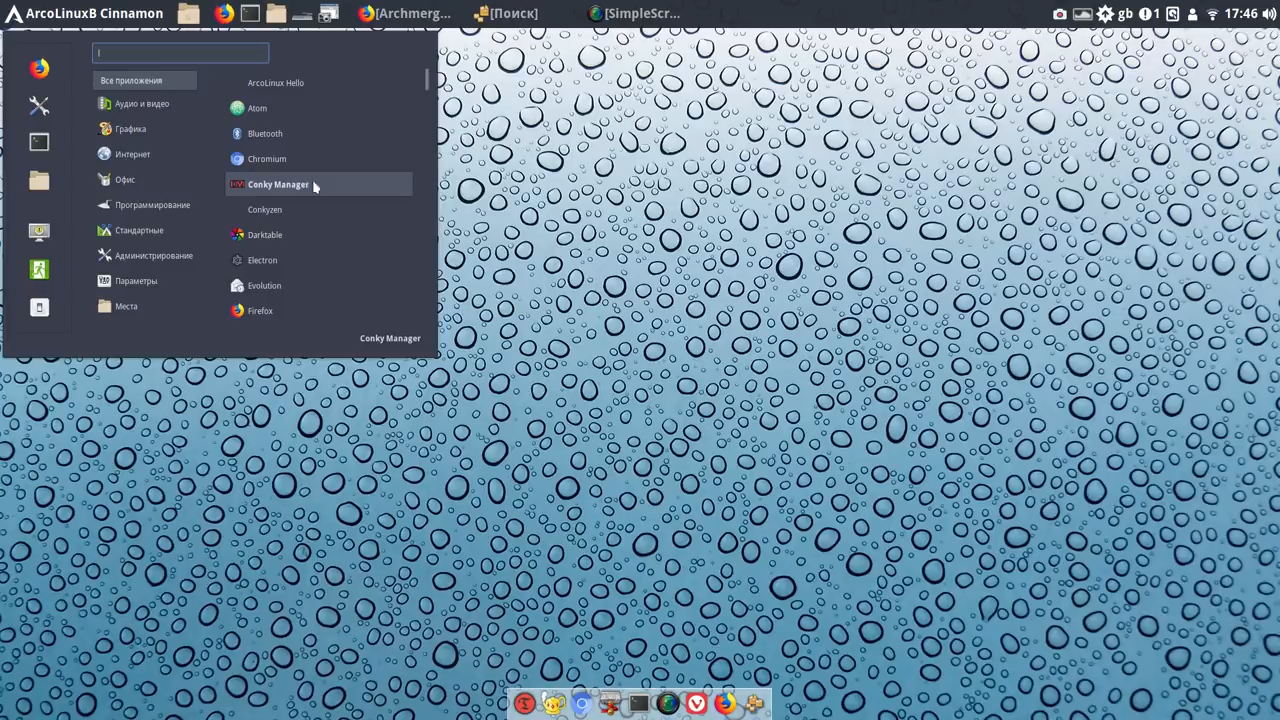 ArcoLinuxB Cinnamon
[Archmerg...
[Поиск]
[SimpleScr...
gb
1
17:46
Все приложения
Аудио и видео
Графика
Интернет
Офис
Программирование
Стандартные
Администрирование
Параметры
Места
ArcoLinux Hello
Atom
Bluetooth
Chromium
Conky Manager
Conkyzen
Darktable
Electron
Evolution
Firefox
Conky Manager